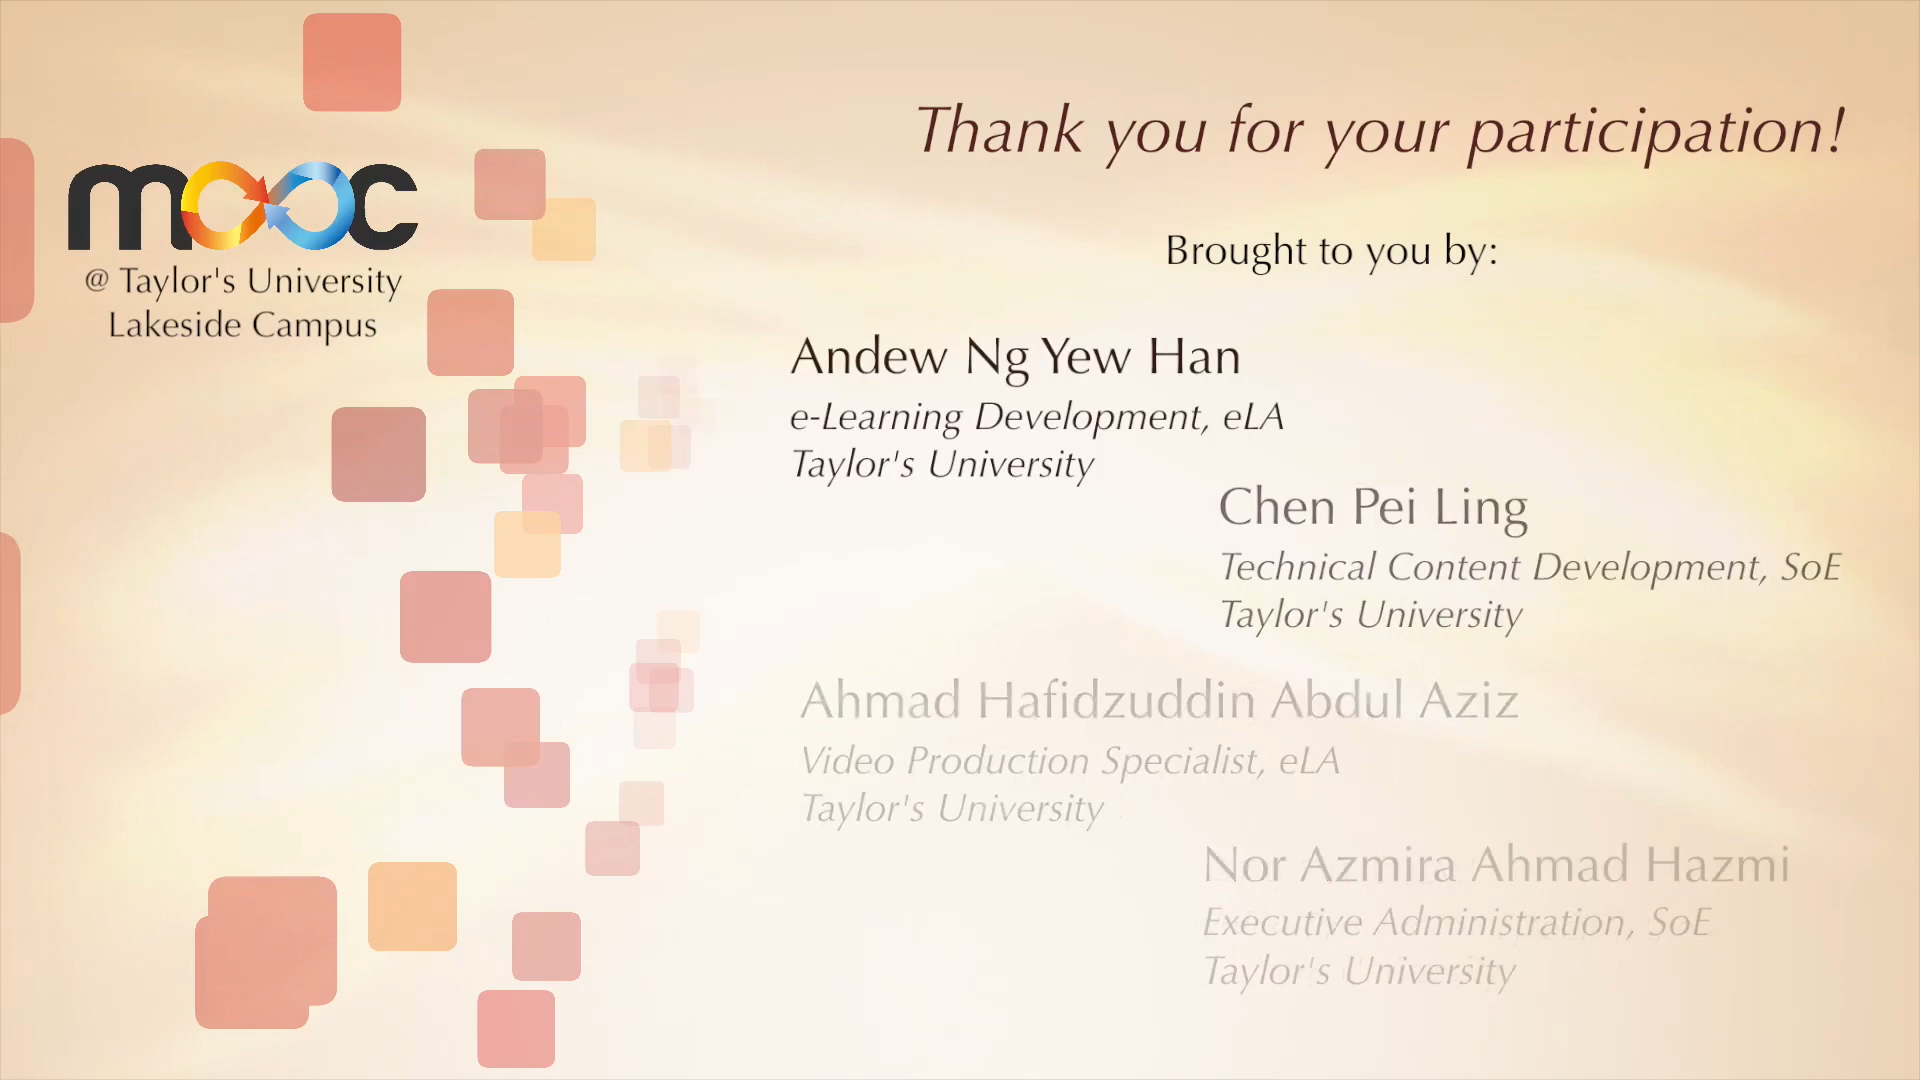 mooc
@ Taylor's University
Lakeside Campus
Thank you for your participation!
Brought to you by:
Andew Ng Yew Han
e-Learning Development, eLA
Taylor's University
Chen Pei Ling
Technical Content Development, SoE
Taylor's University
Ahmad Hafidzuddin Abdul Aziz
Video Production Specialist, eLA
Taylor's University
Nor Azmira Ahmad Hazmi
Executive Administration, SoE
Taylor's University